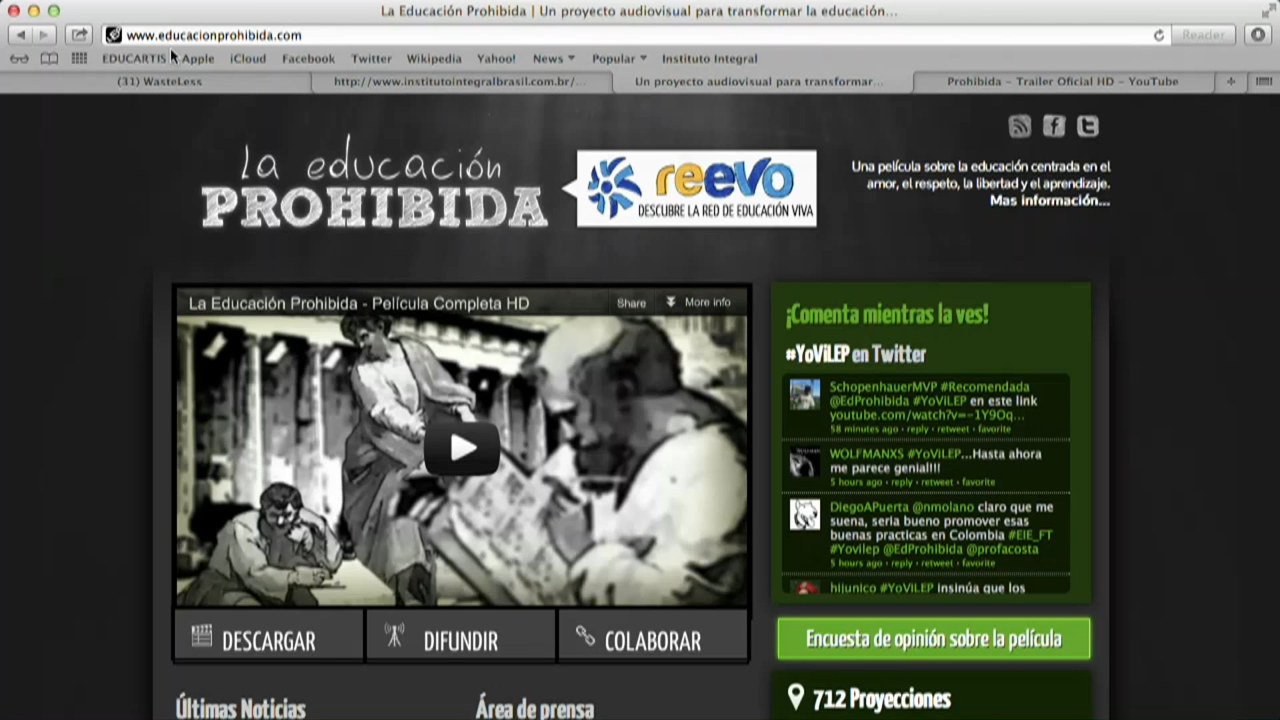 La Educación Prohibida | Un proyecto audiovisual para transformar la educación...
www.educacionprohibida.com
Reader
EDUCARTIS Apple iCloud Facebook Twitter Wikipedia Yahoo! News Popular Instituto Integral
(31) WasteLess
http://www.institutointegralbrasil.com.br/...
Un proyecto audiovisual para transformar...
Prohibida – Trailer Oficial HD – YouTube
la educación
PROHIBIDA
reevo
DESCUBRE LA RED DE EDUCACIÓN VIVA
Una película sobre la educación centrada en el
amor, el respeto, la libertad y el aprendizaje.
Mas información...
La Educación Prohibida - Película Completa HD
Share
More info
DESCARGAR
DIFUNDIR
COLABORAR
Últimas Noticias
Área de prensa
¡Comenta mientras la ves!
#YoViLEP en Twitter
SchopenhauerMVP #Recomendada
@EdProhibida #YoViLEP en este link
youtube.com/watch?v=-1Y9Oq...
58 minutes ago · reply · retweet · favorite
WOLFMANXS #YoViLEP...Hasta ahora
me parece genial!!!
5 hours ago · reply · retweet · favorite
DiegoAPuerta @nmolano claro que me
suena, seria bueno promover esas
buenas practicas en Colombia #EIE_FT
#Yovilep @EdProhibida @profacosta
5 hours ago · reply · retweet · favorite
hijunico #YoViLEP insinúa que los
Encuesta de opinión sobre la película
712 Proyecciones